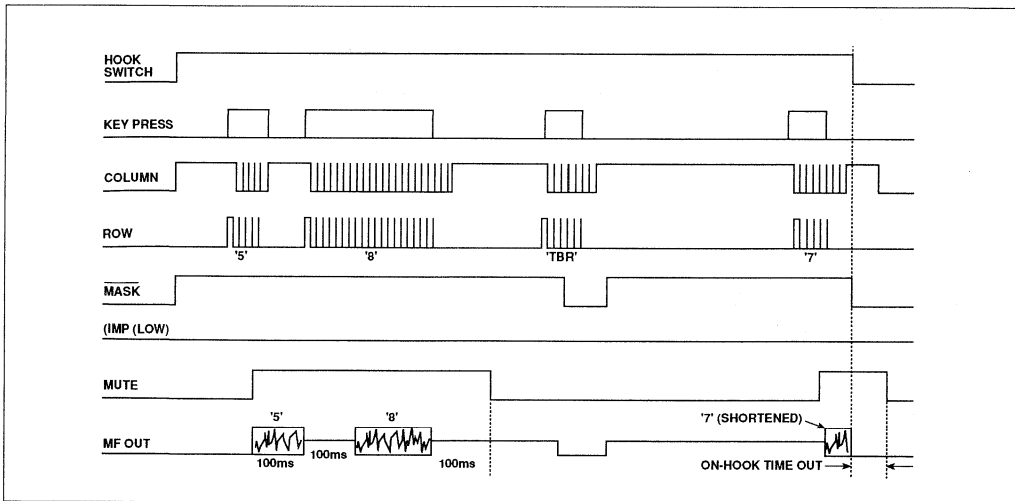 HOOK
SWITCH
KEY PRESS
COLUMN
ROW
'5'
'8'
'TBR'
'7'
MASK
(IMP (LOW)
MUTE
'5'
'8'
'7' (SHORTENED)
MF OUT
100ms
100ms
100ms
ON-HOOK TIME OUT